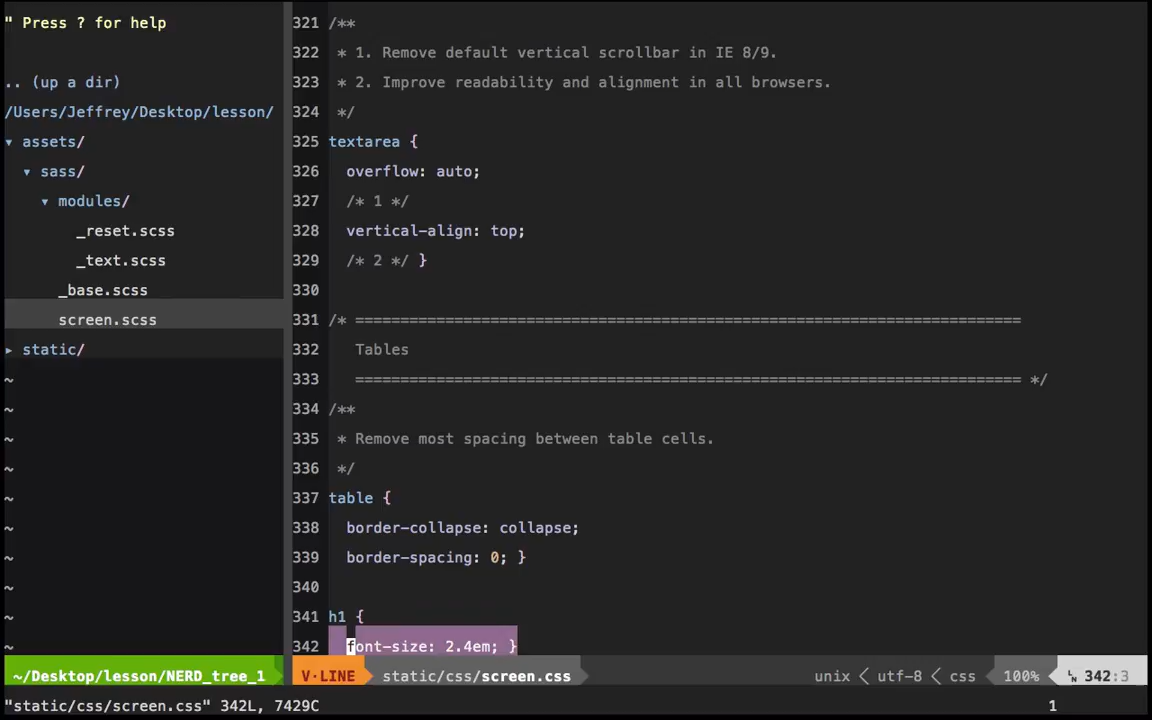 " Press ? for help
.. (up a dir)
/Users/Jeffrey/Desktop/lesson/
▾ assets/
▾ sass/
▾ modules/
_reset.scss
_text.scss
_base.scss
screen.scss
▸ static/
~
~
~
~
~
~
~
~
~
~
321 /**
322  * 1. Remove default vertical scrollbar in IE 8/9.
323  * 2. Improve readability and alignment in all browsers.
324  */
325 textarea {
326   overflow: auto;
327   /* 1 */
328   vertical-align: top;
329   /* 2 */ }
330
331 /* ==========================================================================
332    Tables
333    ========================================================================== */
334 /**
335  * Remove most spacing between table cells.
336  */
337 table {
338   border-collapse: collapse;
339   border-spacing: 0; }
340
341 h1 {
342   font-size: 2.4em; }
~/Desktop/lesson/NERD_tree_1
V·LINE static/css/screen.css unix < utf-8 < css 100% LN 342:3
"static/css/screen.css" 342L, 7429C 1